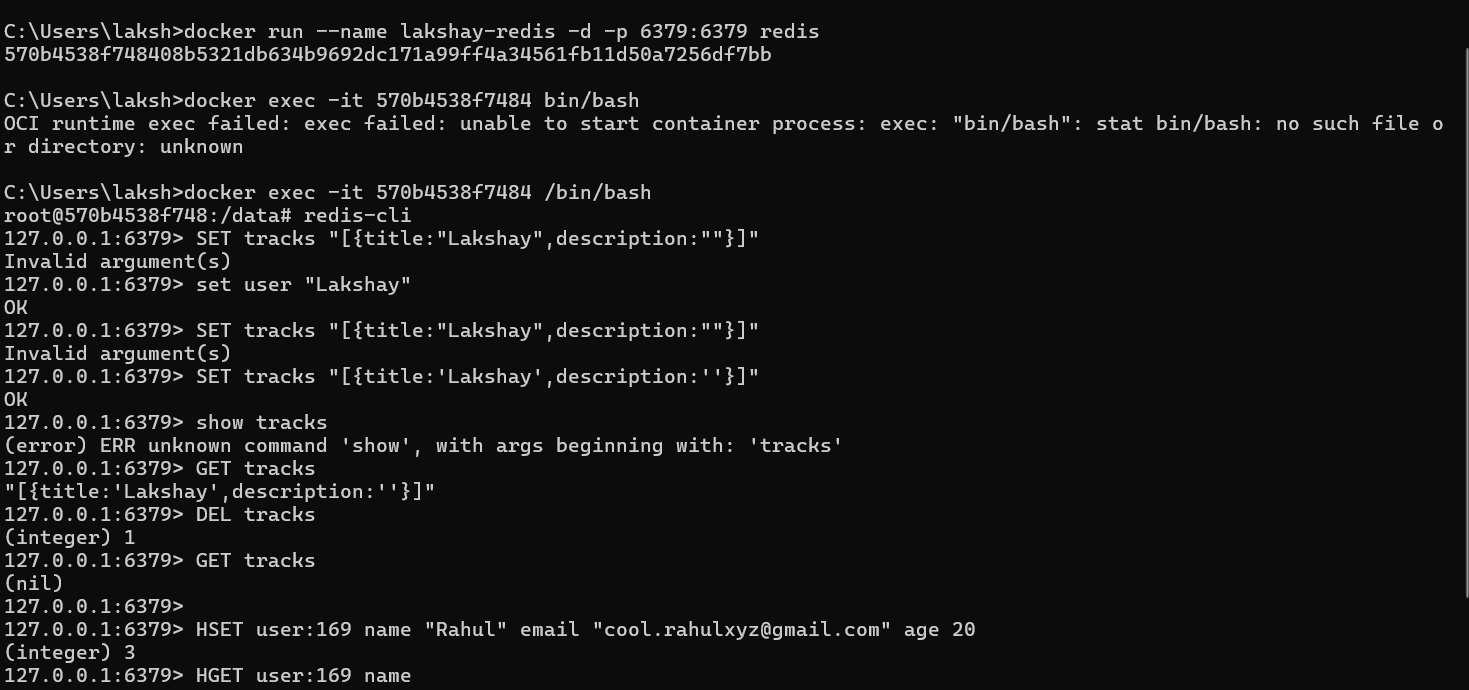 C:\Users\laksh>docker run --name lakshay-redis -d -p 6379:6379 redis
570b4538f748408b5321db634b9692dc171a99ff4a34561fb11d50a7256df7bb
C:\Users\laksh>docker exec -it 570b4538f7484 bin/bash
OCI runtime exec failed: exec failed: unable to start container process: exec: "bin/bash": stat bin/bash: no such file o
r directory: unknown
C:\Users\laksh>docker exec -it 570b4538f7484 /bin/bash
root@570b4538f748:/data# redis-cli
127.0.0.1:6379> SET tracks "[{title:"Lakshay",description:""}]"
Invalid argument(s)
127.0.0.1:6379> set user "Lakshay"
OK
127.0.0.1:6379> SET tracks "[{title:"Lakshay",description:""}]"
Invalid argument(s)
127.0.0.1:6379> SET tracks "[{title:'Lakshay',description:''}]"
OK
127.0.0.1:6379> show tracks
(error) ERR unknown command 'show', with args beginning with: 'tracks'
127.0.0.1:6379> GET tracks
"[{title:'Lakshay',description:''}]"
127.0.0.1:6379> DEL tracks
(integer) 1
127.0.0.1:6379> GET tracks
(nil)
127.0.0.1:6379>
127.0.0.1:6379> HSET user:169 name "Rahul" email "cool.rahulxyz@gmail.com" age 20
(integer) 3
127.0.0.1:6379> HGET user:169 name